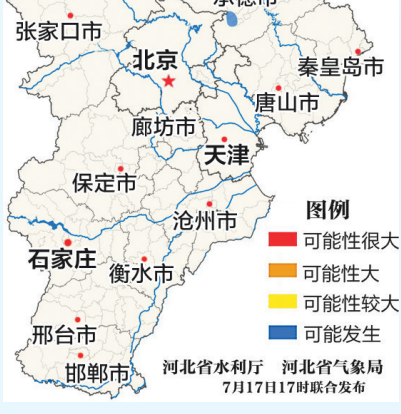 承德市
张家口市
北京
秦皇岛市
唐山市
廊坊市
天津
保定市
沧州市
石家庄
衡水市
邢台市
邯郸市
图例
可能性很大
可能性大
可能性较大
可能发生
河北省水利厅 河北省气象局
7月17日17时联合发布